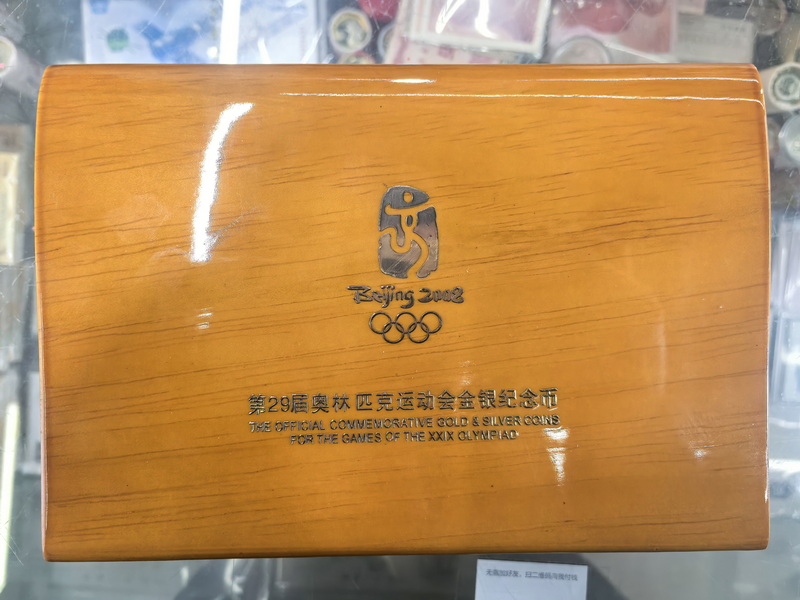 Beijing 2008
第29届奥林匹克运动会金银纪念币
THE OFFICIAL COMMEMORATIVE GOLD & SILVER COINS
FOR THE GAMES OF THE XXIX OLYMPIAD